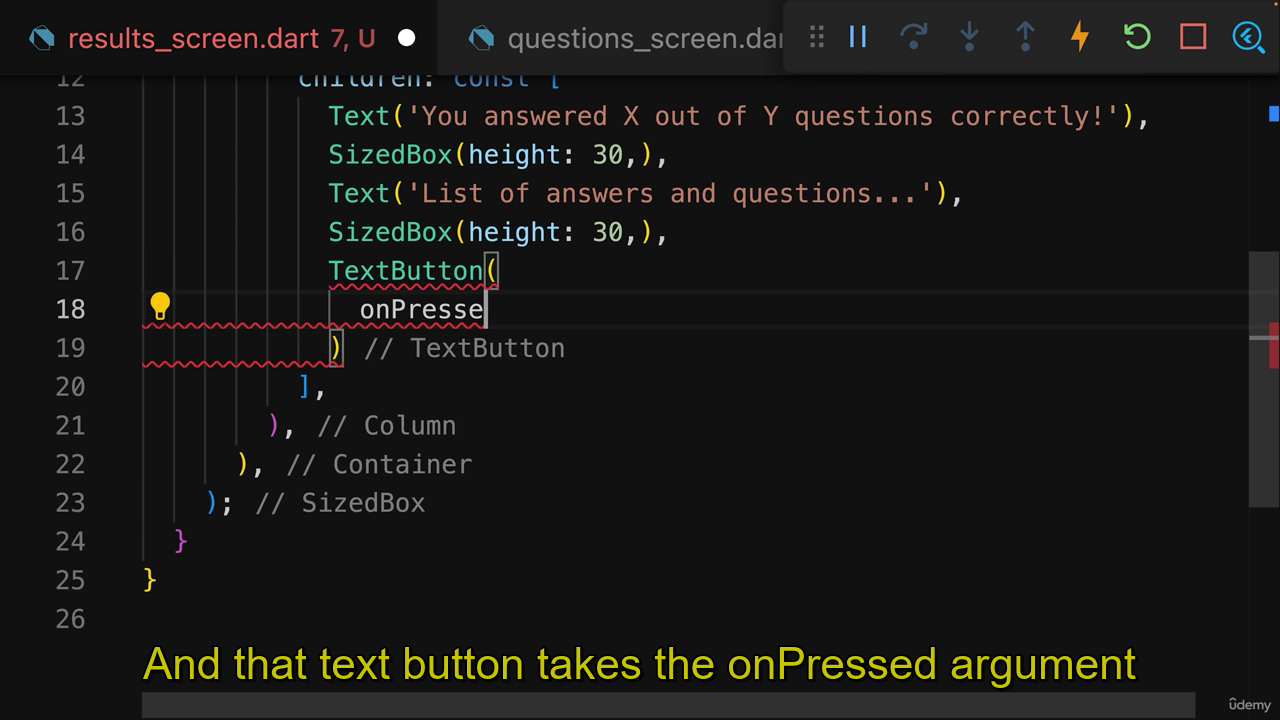 results_screen.dart 7, U
questions_screen.da
12 children: const [
13 Text('You answered X out of Y questions correctly!'),
14 SizedBox(height: 30,),
15 Text('List of answers and questions...'),
16 SizedBox(height: 30,),
17 TextButton(
18 onPresse
19 ) // TextButton
20 ],
21 ), // Column
22 ), // Container
23 ); // SizedBox
24 }
25 }
26
And that text button takes the onPressed argument
ûdemy